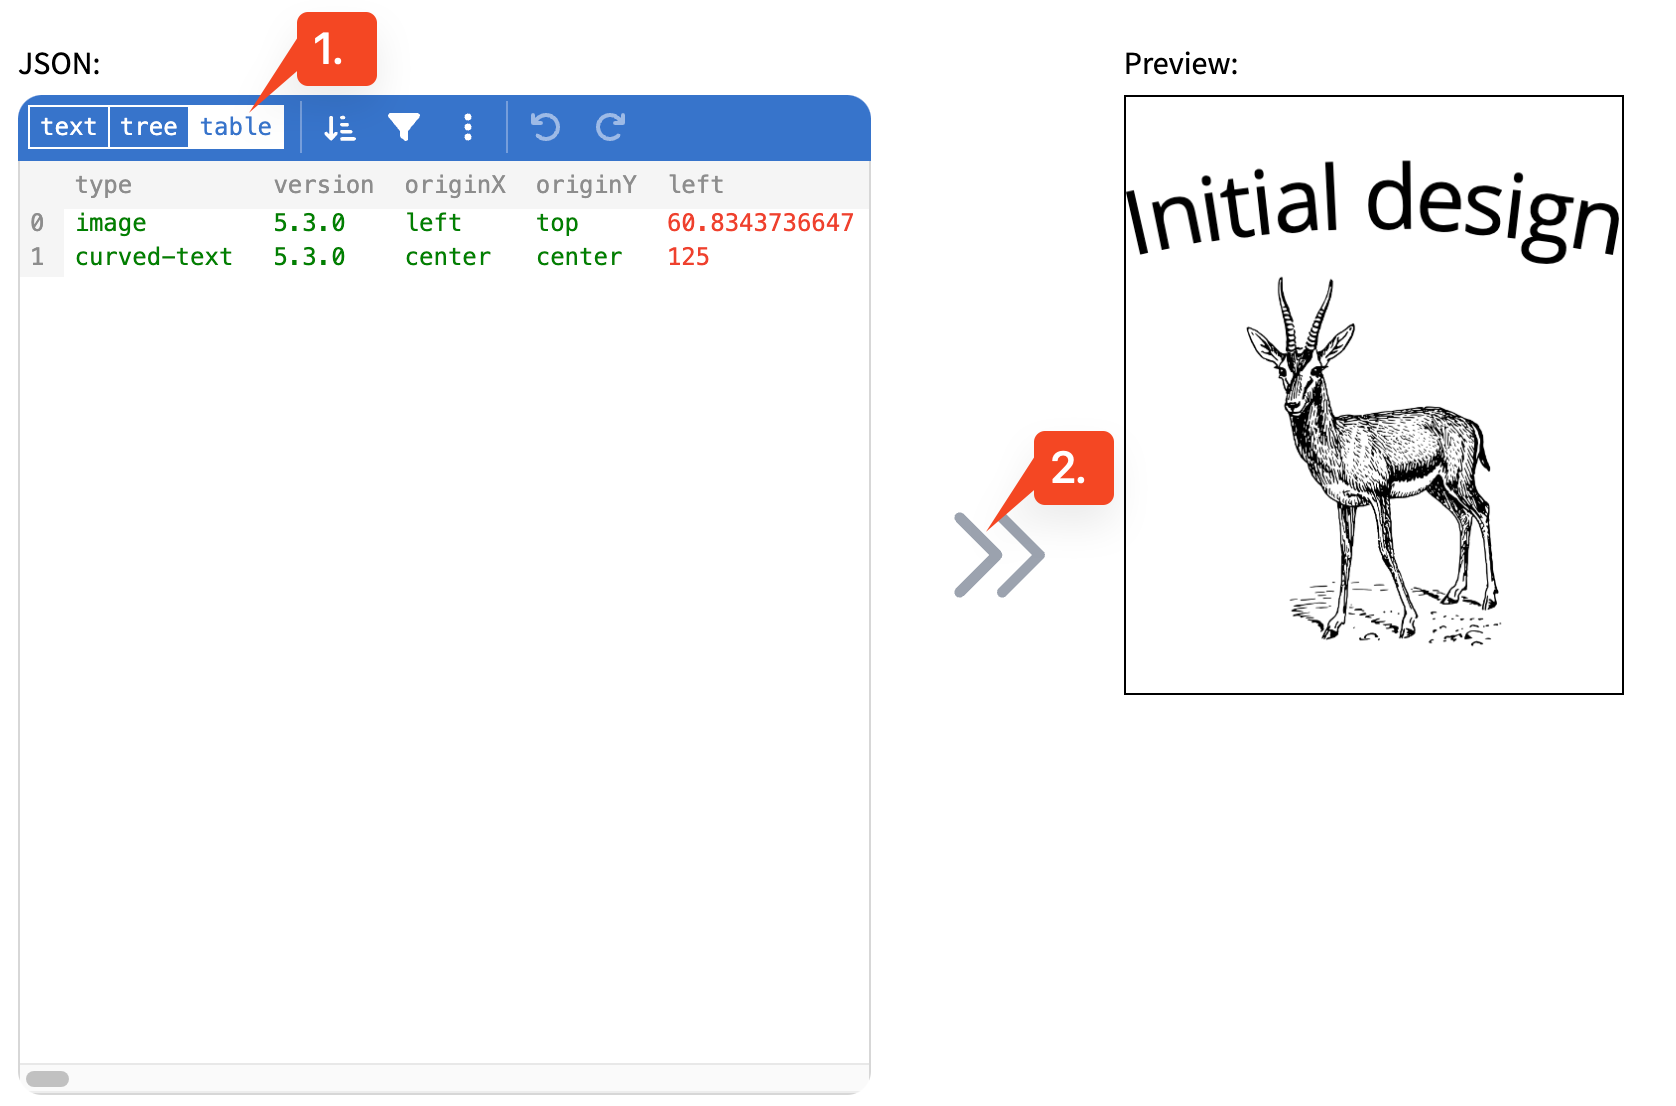 1.
JSON:
Preview:
text tree table
type version originX originY left
0 image 5.3.0 left top 60.8343736647
1 curved-text 5.3.0 center center 125
Initial design
2.